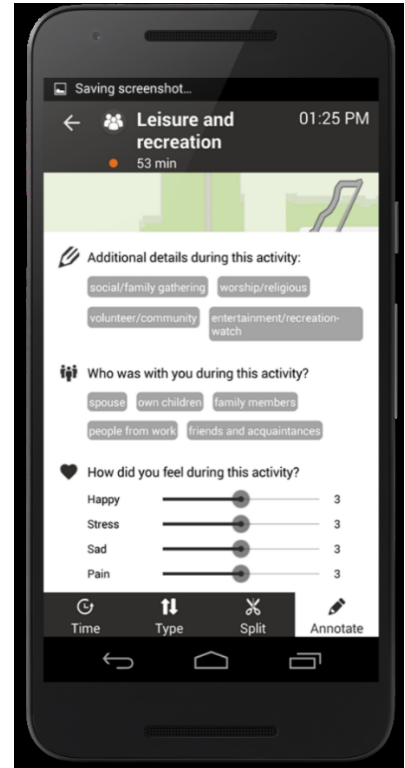 Saving screenshot...
Leisure and 01:25 PM
recreation
53 min
Additional details during this activity:
social/family gathering worship/religious
volunteer/community entertainment/recreation-
watch
Who was with you during this activity?
spouse own children family members
people from work friends and acquaintances
How did you feel during this activity?
Happy 3
Stress 3
Sad 3
Pain 3
Time Type Split Annotate